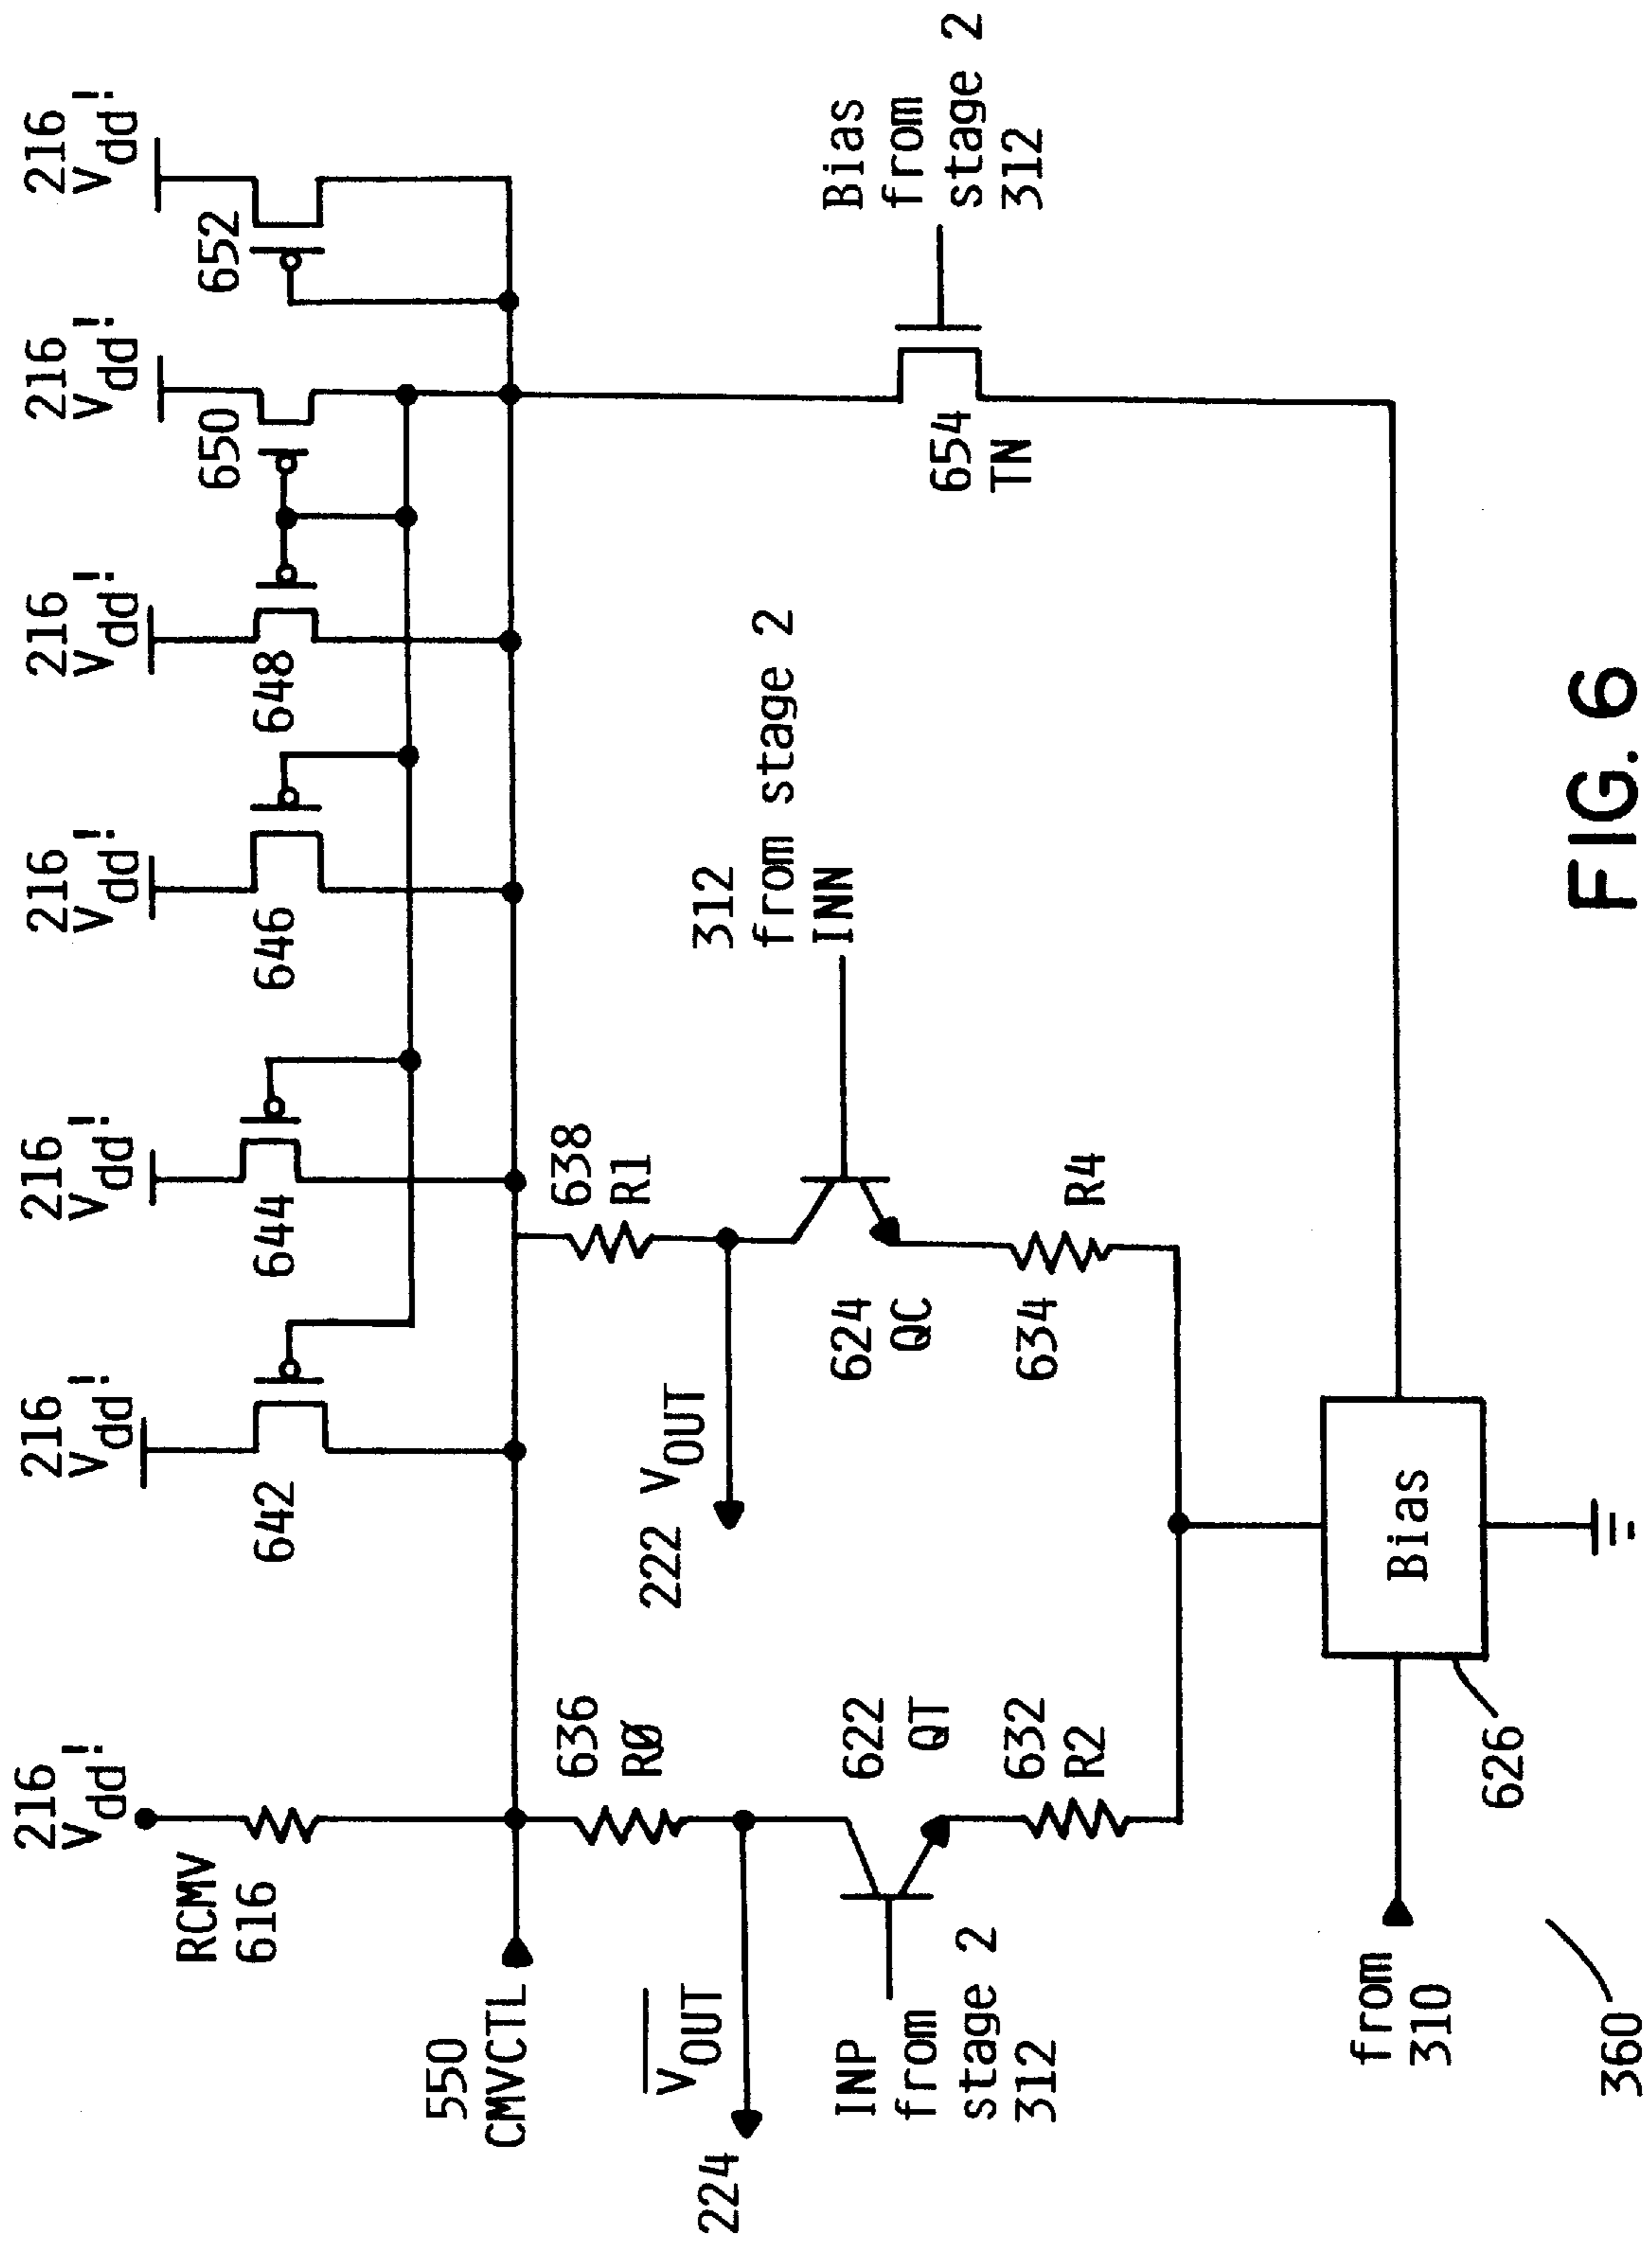 216
Vdd!
216
Vdd!
216
Vdd!
216
Vdd!
216
Vdd!
216
Vdd!
216
Vdd!
RCMV
616
642
644
646
648
650
652
550
CMVCTL
636
RØ
638
R1
VOUT
224
222 VOUT
312
from stage 2
INN
Bias
from
stage 2
312
INP
from
stage 2
312
622
QT
624
QC
654
TN
632
R2
634
R4
from
310
Bias
626
360
FIG. 6